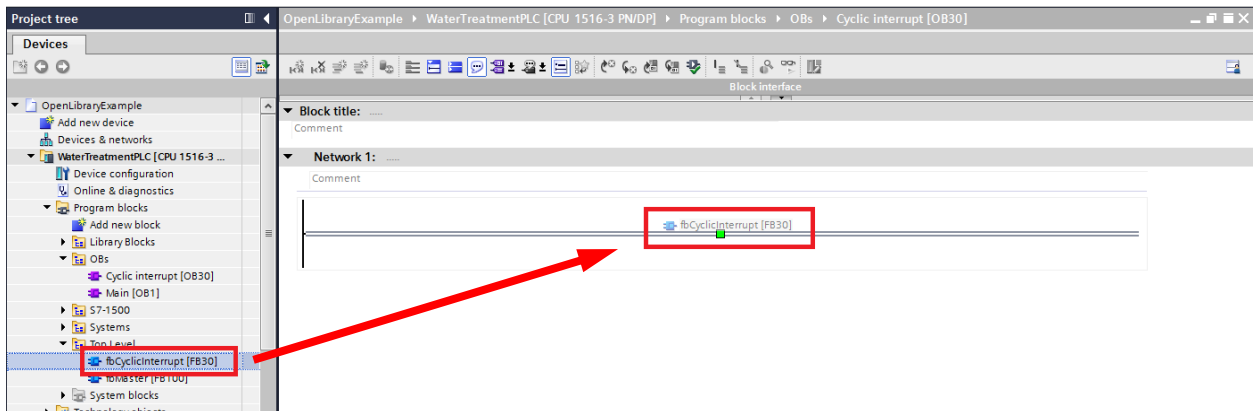 Project tree
OpenLibraryExample ▸ WaterTreatmentPLC [CPU 1516-3 PN/DP] ▸ Program blocks ▸ OBs ▸ Cyclic interrupt [OB30]
Devices
Block interface
OpenLibraryExample
Add new device
Devices & networks
WaterTreatmentPLC [CPU 1516-3 ...
Device configuration
Online & diagnostics
Program blocks
Add new block
Library Blocks
OBs
Cyclic interrupt [OB30]
Main [OB1]
S7-1500
Systems
Top Level
fbCyclicInterrupt [FB30]
fbMaster [FB100]
System blocks
Technology objects
Block title: .....
Comment
Network 1: .....
Comment
fbCyclicInterrupt [FB30]